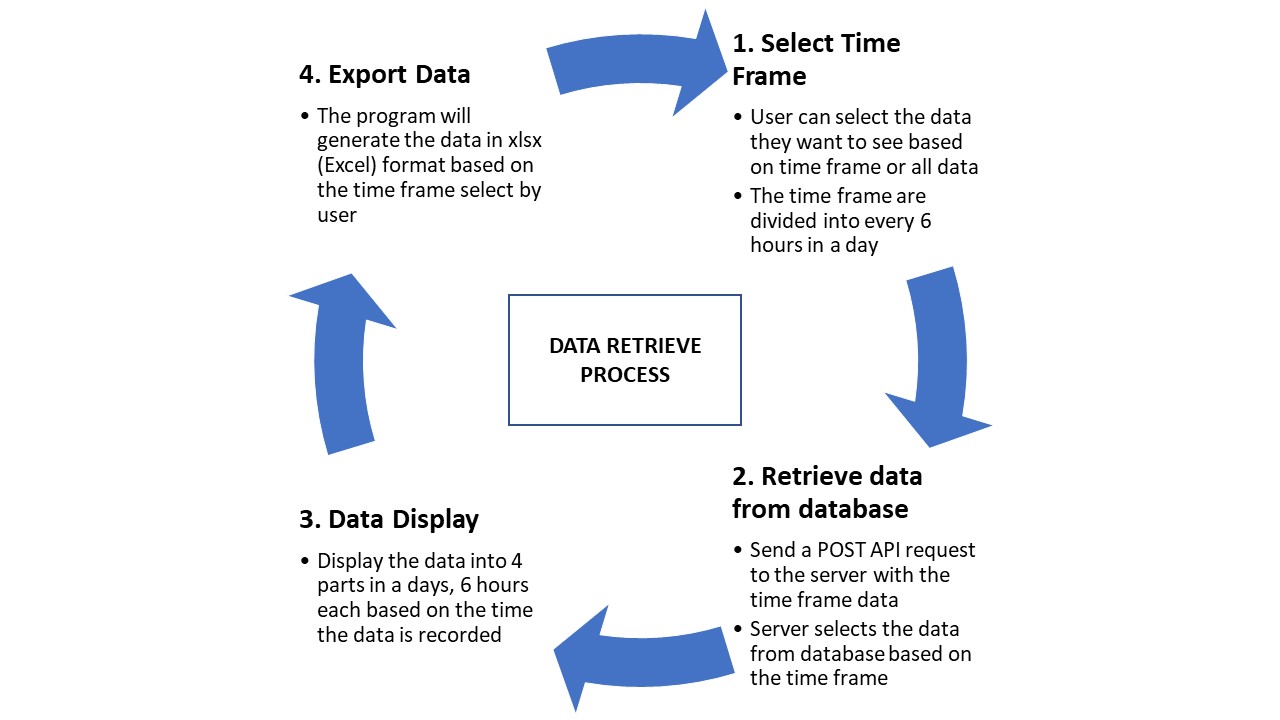 1. Select Time
Frame
• User can select the data
they want to see based
on time frame or all data
• The time frame are
divided into every 6
hours in a day
2. Retrieve data
from database
• Send a POST API request
to the server with the
time frame data
• Server selects the data
from database based on
the time frame
3. Data Display
• Display the data into 4
parts in a days, 6 hours
each based on the time
the data is recorded
4. Export Data
• The program will
generate the data in xlsx
(Excel) format based on
the time frame select by
user
DATA RETRIEVE
PROCESS